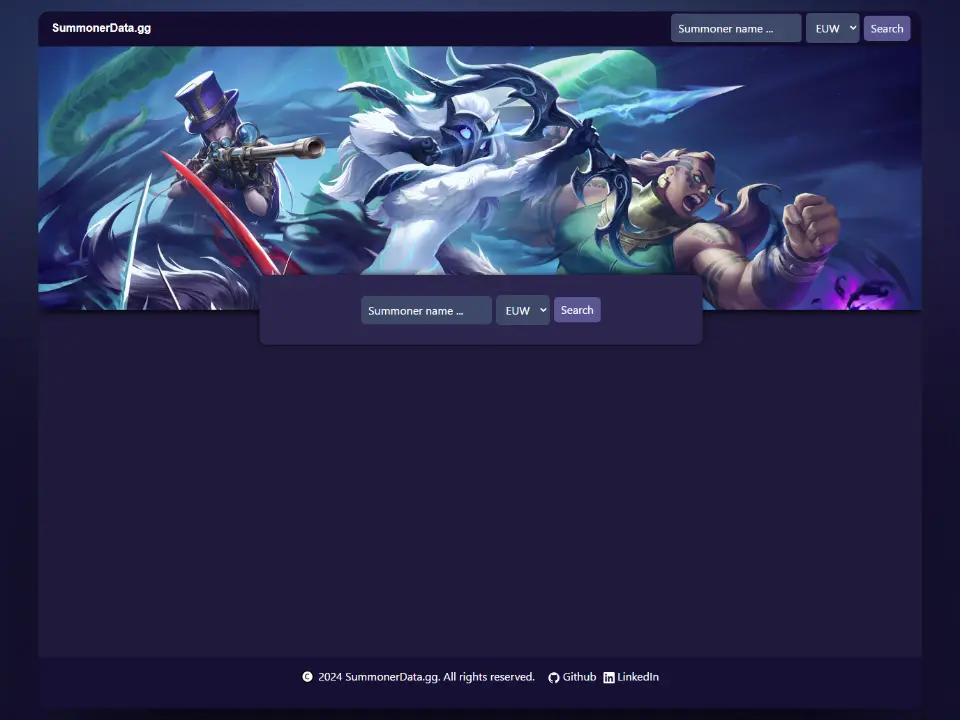 SummonerData.gg
Summoner name ... EUW Search
Summoner name ... EUW Search
2024 SummonerData.gg. All rights reserved. Github LinkedIn